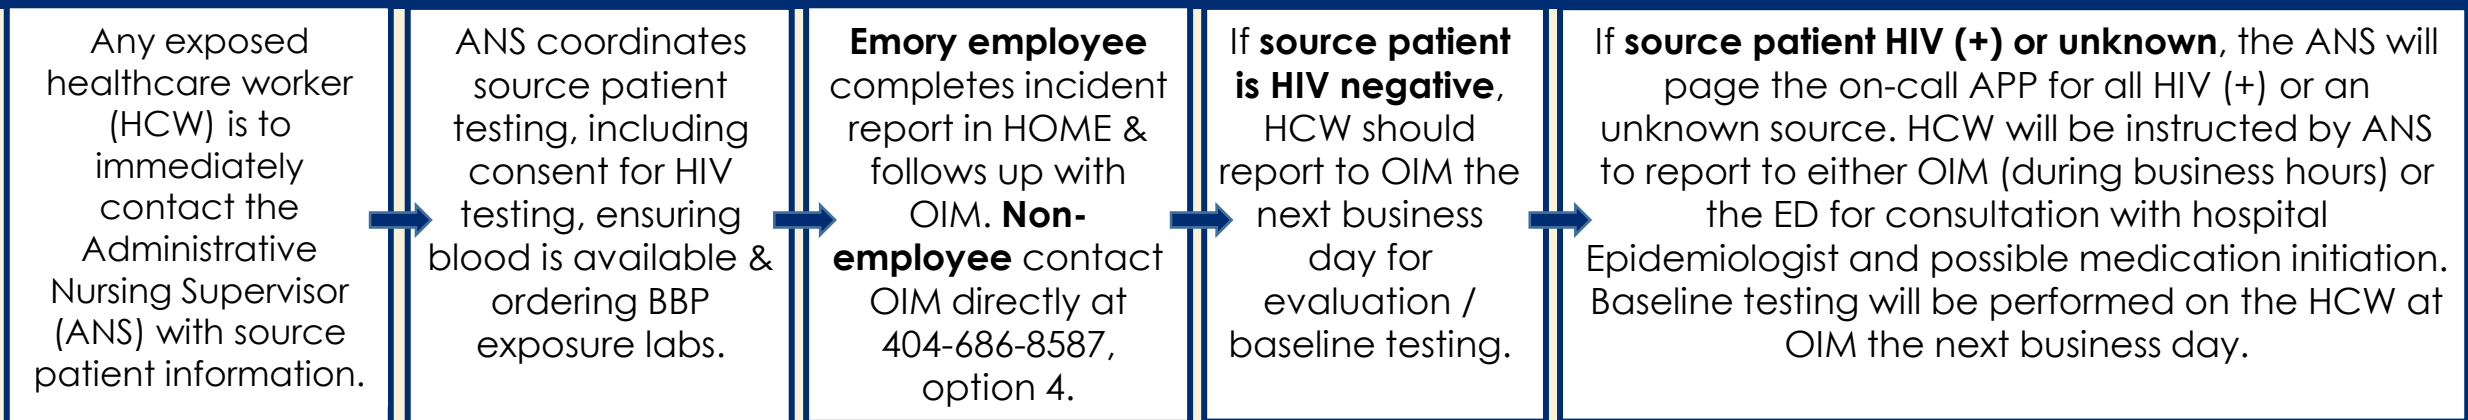 Any exposed
healthcare worker
(HCW) is to
immediately
contact the
Administrative
Nursing Supervisor
(ANS) with source
patient information.
ANS coordinates
source patient
testing, including
consent for HIV
testing, ensuring
blood is available &
ordering BBP
exposure labs.
Emory employee
completes incident
report in HOME &
follows up with
OIM. Non-
employee contact
OIM directly at
404-686-8587,
option 4.
If source patient
is HIV negative,
HCW should
report to OIM the
next business
day for
evaluation /
baseline testing.
If source patient HIV (+) or unknown, the ANS will
page the on-call APP for all HIV (+) or an
unknown source. HCW will be instructed by ANS
to report to either OIM (during business hours) or
the ED for consultation with hospital
Epidemiologist and possible medication initiation.
Baseline testing will be performed on the HCW at
OIM the next business day.